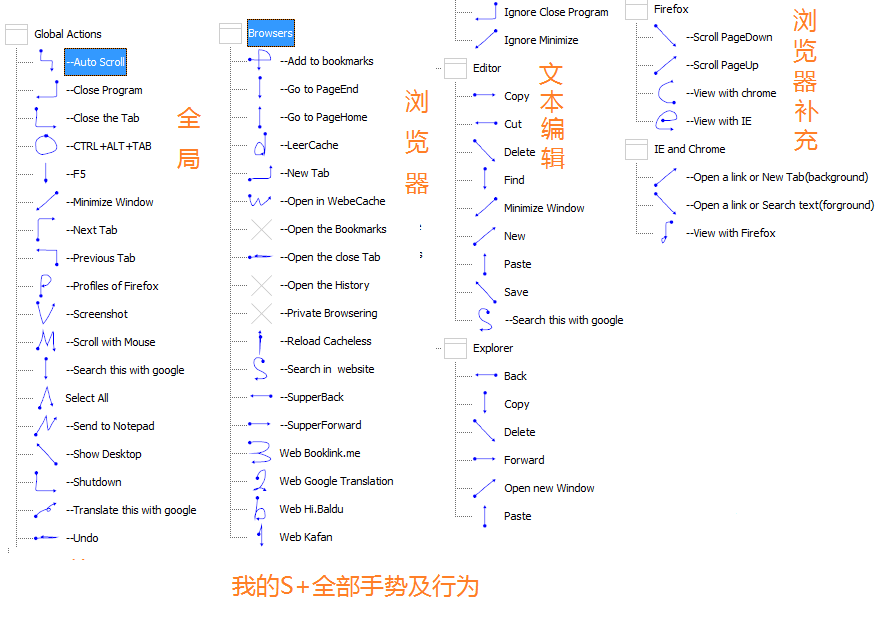 Global Actions
--Auto Scroll
--Close Program
--Close the Tab
--CTRL+ALT+TAB
--F5
--Minimize Window
--Next Tab
--Previous Tab
--Profiles of Firefox
--Screenshot
--Scroll with Mouse
--Search this with google
Select All
--Send to Notepad
--Show Desktop
--Shutdown
--Translate this with google
--Undo
全局
Browsers
--Add to bookmarks
--Go to PageEnd
--Go to PageHome
--LeerCache
--New Tab
--Open in WebeCache
--Open the Bookmarks
--Open the close Tab
--Open the History
--Private Browsering
--Reload Cacheless
--Search in website
--SupperBack
--SupperForward
Web Booklink.me
Web Google Translation
Web Hi.Baidu
Web Kafan
浏览器
Ignore Close Program
Ignore Minimize
Editor
Copy
Cut
Delete
Find
Minimize Window
New
Paste
Save
--Search this with google
文本编辑
Explorer
Back
Copy
Delete
Forward
Open new Window
Paste
Firefox
--Scroll PageDown
--Scroll PageUp
--View with chrome
--View with IE
浏览器补充
IE and Chrome
--Open a link or New Tab(background)
--Open a link or Search text(forground)
--View with Firefox
我的S+全部手势及行为